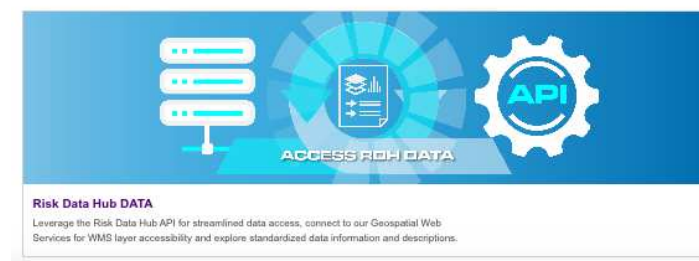 API
ACCESS RDH DATA
Risk Data Hub DATA
Leverage the Risk Data Hub API for streamlined data access, connect to our Geospatial Web
Services for WMS layer accessibility and explore standardized data information and descriptions.